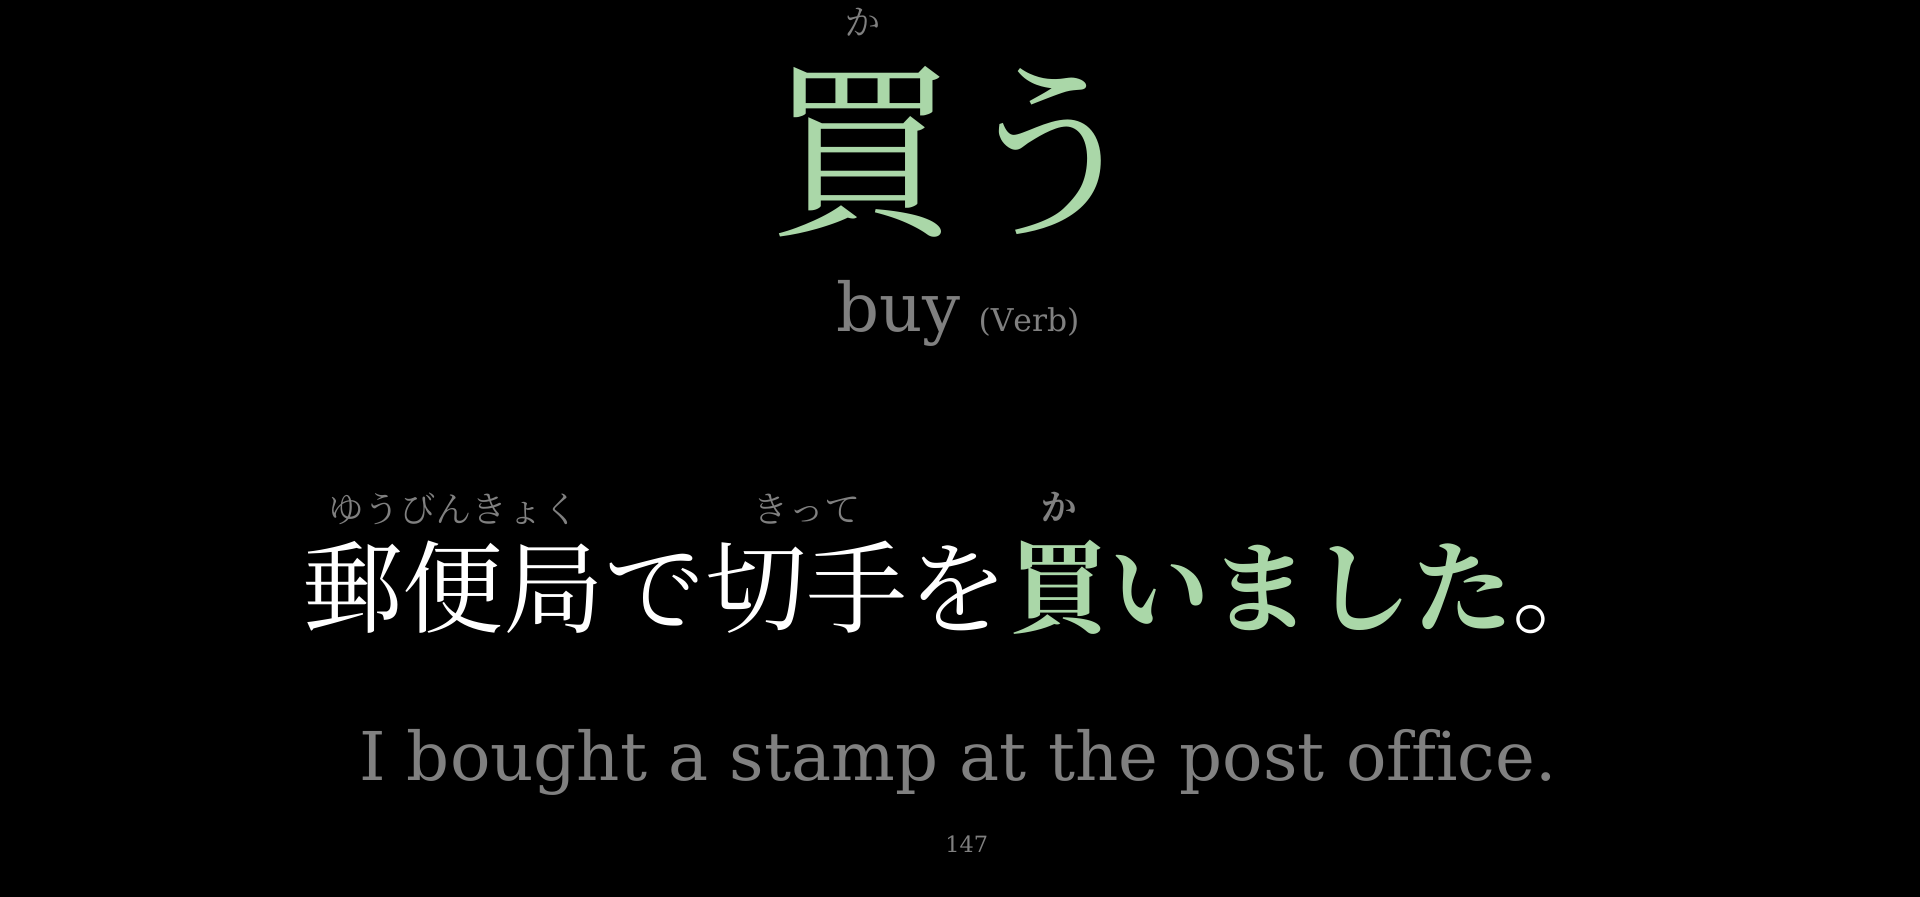 か
買う
buy (Verb)
ゆうびんきょく きって か
郵便局で切手を買いました。
I bought a stamp at the post office.
147